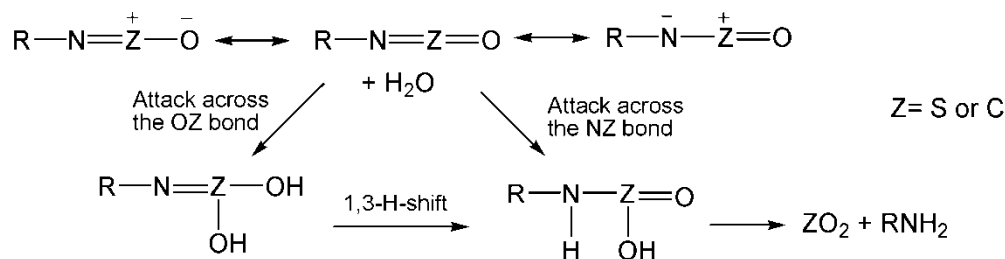 R—N=Z⁺—O⁻ ↔ R—N=Z=O ↔ R—N⁻—Z⁺=O
+ H₂O
Attack across
the OZ bond
Attack across
the NZ bond
Z= S or C
R—N=Z—OH
OH
1,3-H-shift
R—N—Z=O
H OH
ZO₂ + RNH₂